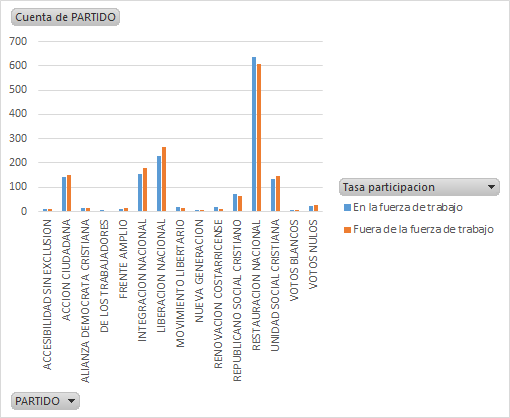 Cuenta de PARTIDO
700
600
500
400
300
200
100
0
ACCESIBILIDAD SIN EXCLUSION
ACCION CIUDADANA
ALIANZA DEMOCRATA CRISTIANA
DE LOS TRABAJADORES
FRENTE AMPLIO
INTEGRACION NACIONAL
LIBERACION NACIONAL
MOVIMIENTO LIBERTARIO
NUEVA GENERACION
RENOVACION COSTARRICENSE
REPUBLICANO SOCIAL CRISTIANO
RESTAURACION NACIONAL
UNIDAD SOCIAL CRISTIANA
VOTOS BLANCOS
VOTOS NULOS
Tasa participacion
En la fuerza de trabajo
Fuera de la fuerza de trabajo
PARTIDO